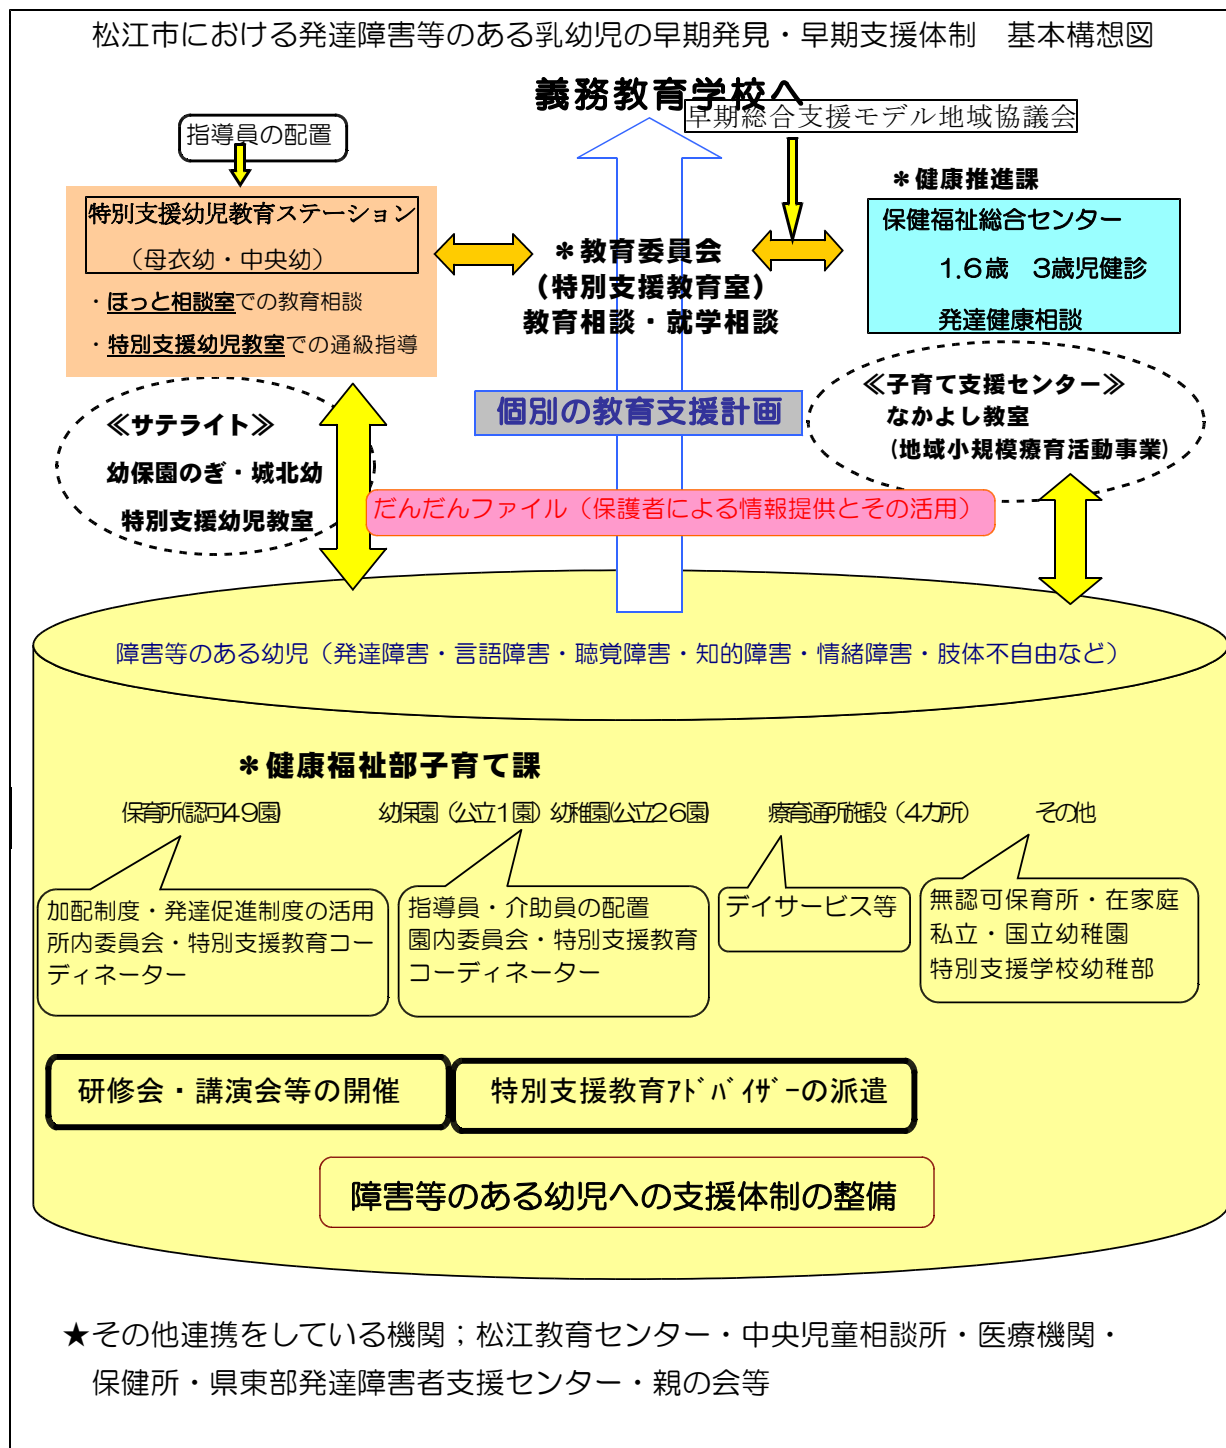 松江市における発達障害等のある乳幼児の早期発見・早期支援体制　基本構想図
義務教育学校へ
早期総合支援モデル地域協議会
指導員の配置
＊健康推進課
特別支援幼児教育ステーション
（母衣幼・中央幼）
・ほっと相談室での教育相談
・特別支援幼児教室での通級指導
＊教育委員会
（特別支援教育室）
教育相談・就学相談
保健福祉総合センター
1.6歳　3歳児健診
発達健康相談
≪サテライト≫
幼保園のぎ・城北幼
特別支援幼児教室
個別の教育支援計画
≪子育て支援センター≫
なかよし教室
（地域小規模療育活動事業）
だんだんファイル（保護者による情報提供とその活用）
障害等のある幼児（発達障害・言語障害・聴覚障害・知的障害・情緒障害・肢体不自由など）
＊健康福祉部子育て課
保育所(認可49園)
幼保園（公立1園）幼稚園(公立26園)
療育通所施設（4カ所）
その他
加配制度・発達促進制度の活用
所内委員会・特別支援教育コー
ディネーター
指導員・介助員の配置
園内委員会・特別支援教育
コーディネーター
デイサービス等
無認可保育所・在家庭
私立・国立幼稚園
特別支援学校幼稚部
研修会・講演会等の開催
特別支援教育ｱﾄﾞﾊﾞｲｻﾞｰの派遣
障害等のある幼児への支援体制の整備
★その他連携をしている機関；松江教育センター・中央児童相談所・医療機関・
保健所・県東部発達障害者支援センター・親の会等